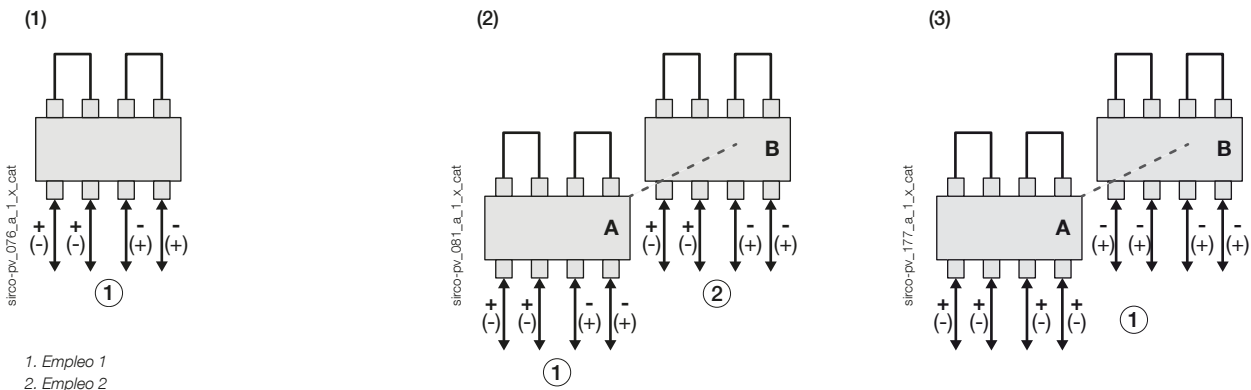 (1)
sirco-pv_076_a_1_x_cat
+ + - -
(-) (-) (+) (+)
1
1. Empleo 1
2. Empleo 2
(2)
sirco-pv_081_a_1_x_cat
B
A
+ + - -
(-) (-) (+) (+)
2
+ + - -
(-) (-) (+) (+)
1
(3)
sirco-pv_177_a_1_x_cat
B
A
- - - -
(+) (+) (+) (+)
+ + + +
(-) (-) (-) (-)
1